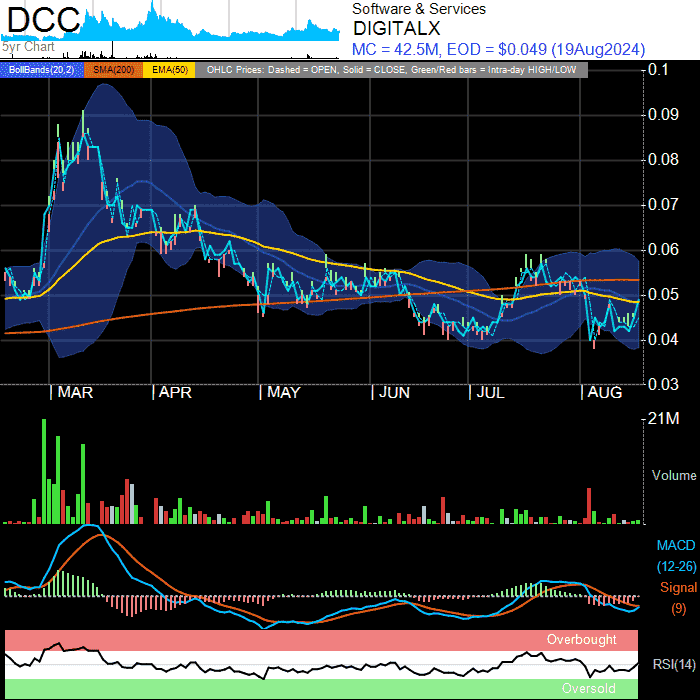 DCC
Software & Services
DIGITALX
5yr Chart
MC = 42.5M, EOD = $0.049 (19Aug2024)
BollBands(20,2) SMA(200) EMA(50) OHLC Prices: Dashed = OPEN, Solid = CLOSE, Green/Red bars = Intra-day HIGH/LOW
0.1
0.09
0.08
0.07
0.06
0.05
0.04
0.03
MAR APR MAY JUN JUL AUG
21M
Volume
MACD
(12-26)
Signal
(9)
Overbought
RSI(14)
Oversold